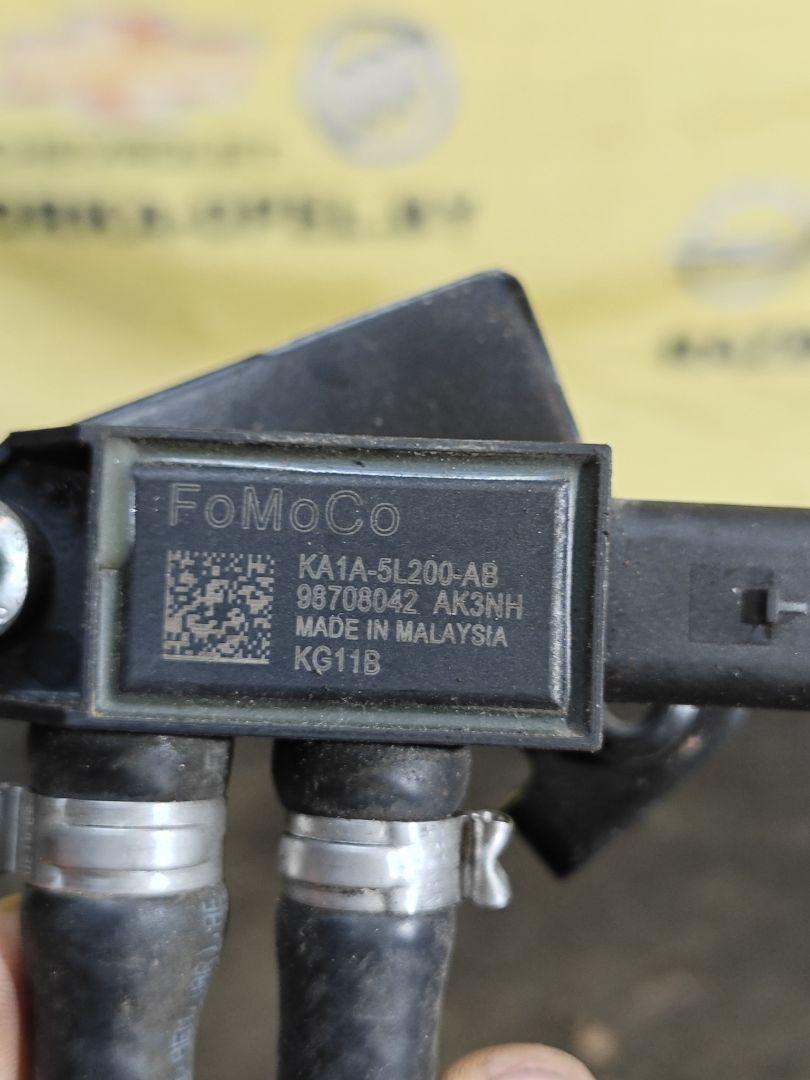 FoMoCo
KA1A-5L200-AB
98708042 AK3NH
MADE IN MALAYSIA
KG11B